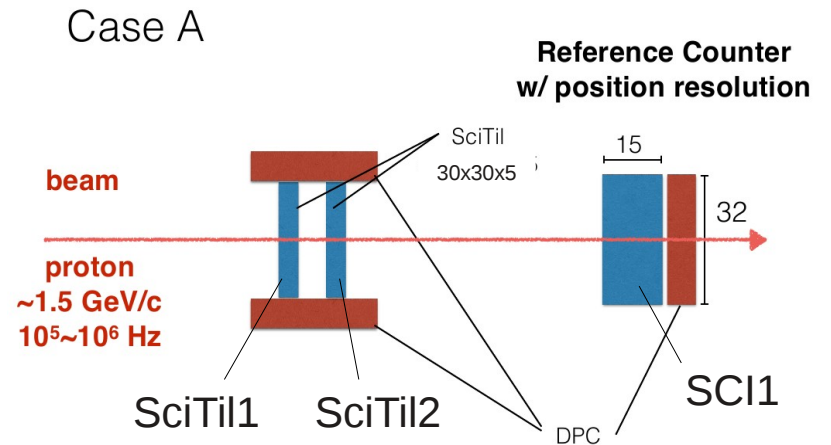 Case A
Reference Counter
w/ position resolution
SciTil
30x30x5
15
beam
32
proton
~1.5 GeV/c
10⁵~10⁶ Hz
SciTil1
SciTil2
SCI1
DPC